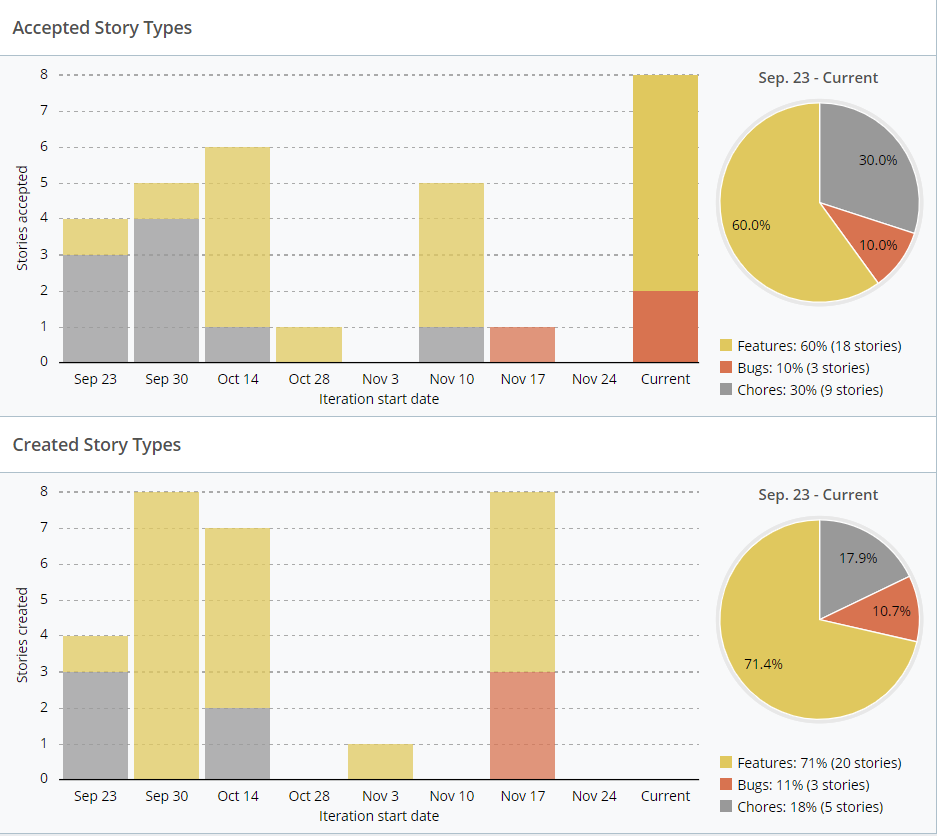 Accepted Story Types
8
7
6
5
4
3
2
1
0
Stories accepted
Sep 23 Sep 30 Oct 14 Oct 28 Nov 3 Nov 10 Nov 17 Nov 24 Current
Iteration start date
Sep. 23 - Current
30.0%
60.0%
10.0%
Features: 60% (18 stories)
Bugs: 10% (3 stories)
Chores: 30% (9 stories)
Created Story Types
8
7
6
5
4
3
2
1
0
Stories created
Sep 23 Sep 30 Oct 14 Oct 28 Nov 3 Nov 10 Nov 17 Nov 24 Current
Iteration start date
Sep. 23 - Current
17.9%
10.7%
71.4%
Features: 71% (20 stories)
Bugs: 11% (3 stories)
Chores: 18% (5 stories)